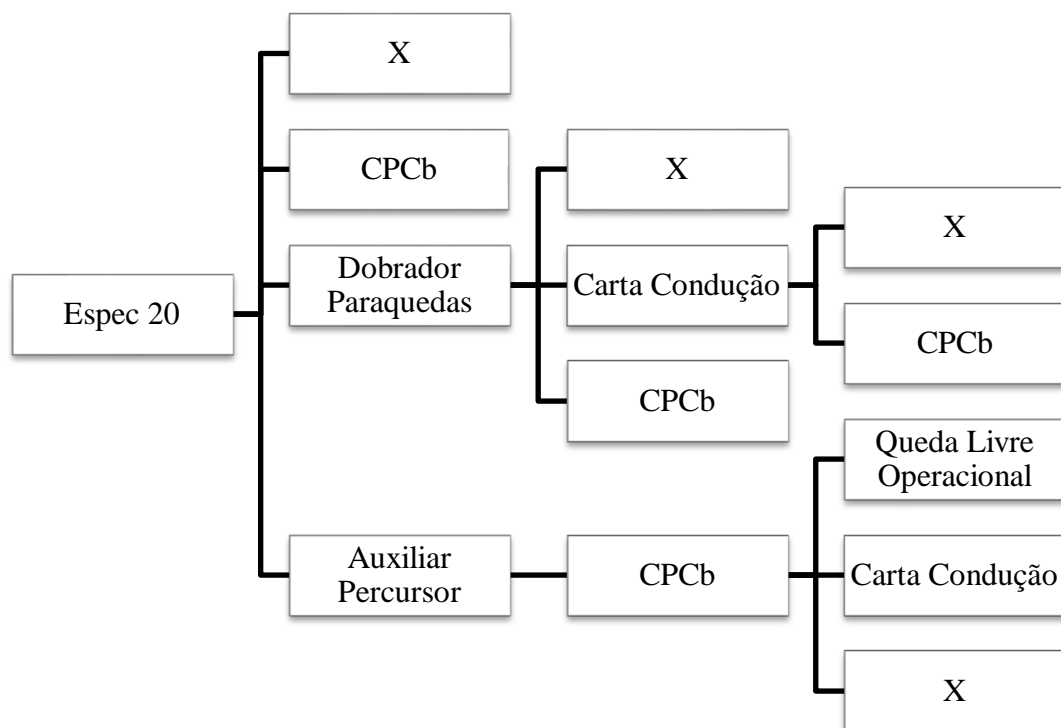 Espec 20
X
CPCb
Dobrador
Paraquedas
X
Carta Condução
X
CPCb
CPCb
Auxiliar
Percursor
CPCb
Queda Livre
Operacional
Carta Condução
X